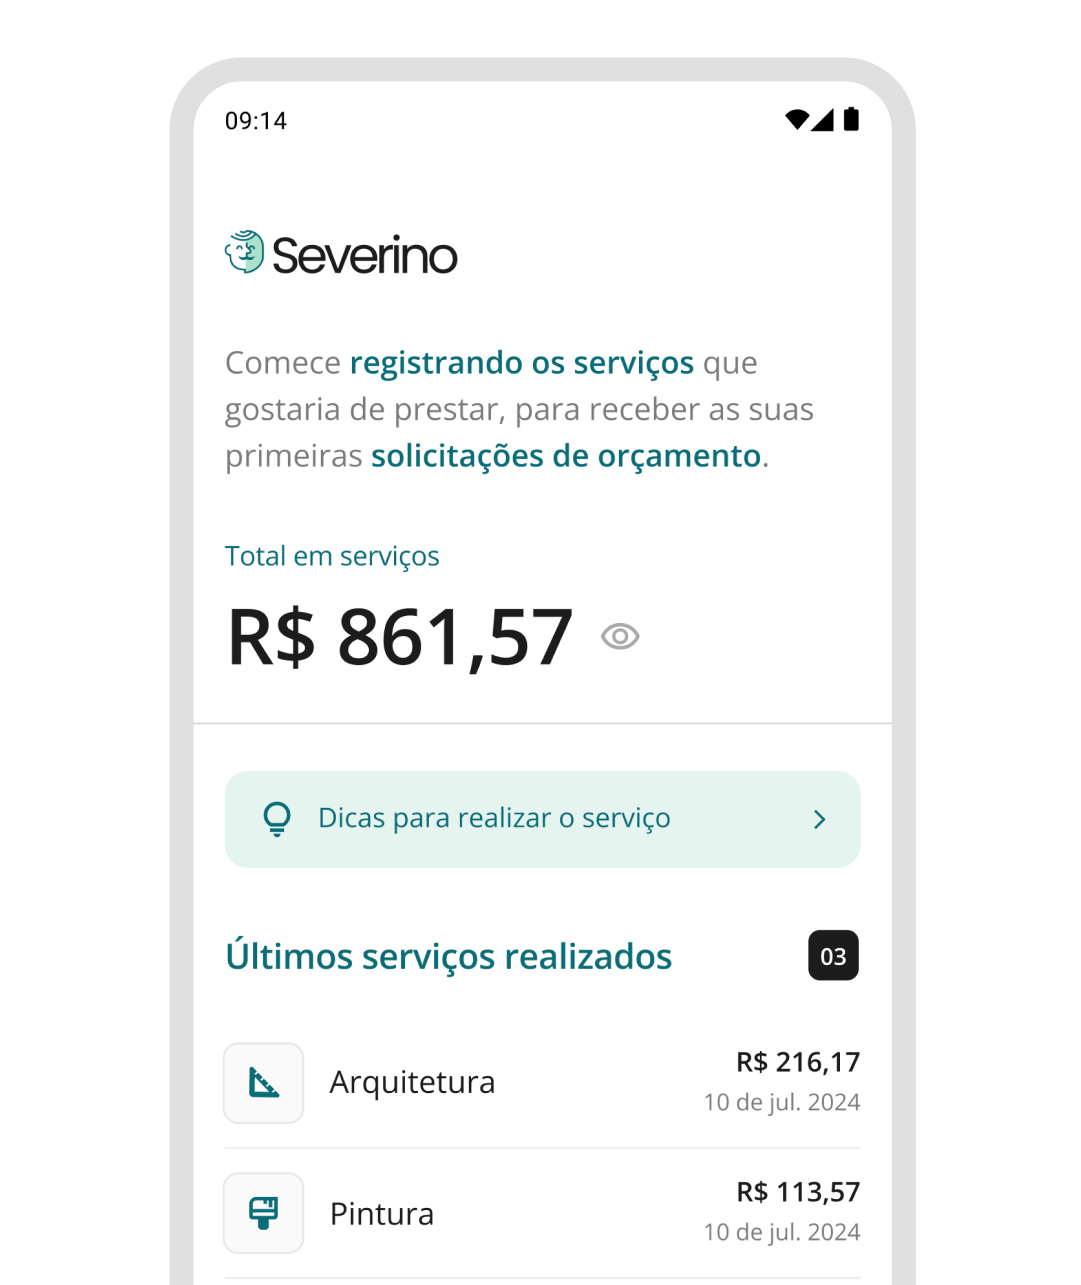 09:14
Severino
Comece registrando os serviços que
gostaria de prestar, para receber as suas
primeiras solicitações de orçamento.
Total em serviços
R$ 861,57
Dicas para realizar o serviço
Últimos serviços realizados
03
Arquitetura
R$ 216,17
10 de jul. 2024
Pintura
R$ 113,57
10 de jul. 2024